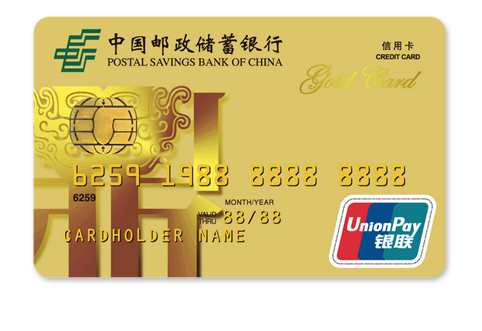 中国邮政储蓄银行
POSTAL SAVINGS BANK OF CHINA
信用卡
CREDIT CARD
Gold Card
6259 1988 8888 8888
6259
MONTH/YEAR
VALID
THRU
88/88
CARDHOLDER NAME
UnionPay
银联